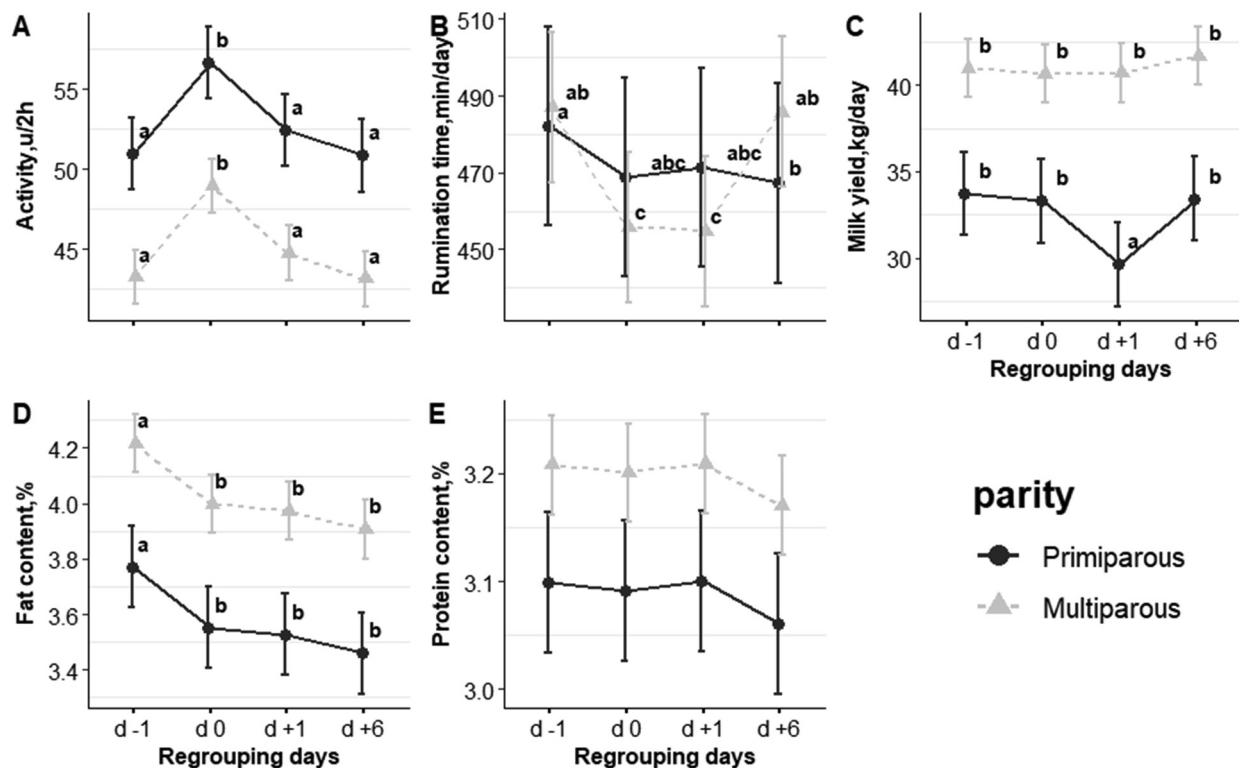 A
Activity,u/2h
55
50
45
a
b
a
a
a
b
a
a
B
Rumination time,min/day
510
490
470
450
ab
a
abc
abc
ab
b
c
c
C
Milk yield,kg/day
40
35
30
b
b
b
b
b
b
a
b
d -1
d 0
d +1
d +6
Regrouping days
D
Fat content,%
4.2
4.0
3.8
3.6
3.4
a
b
b
b
a
b
b
b
d -1
d 0
d +1
d +6
Regrouping days
E
Protein content,%
3.2
3.1
3.0
d -1
d 0
d +1
d +6
Regrouping days
parity
Primiparous
Multiparous